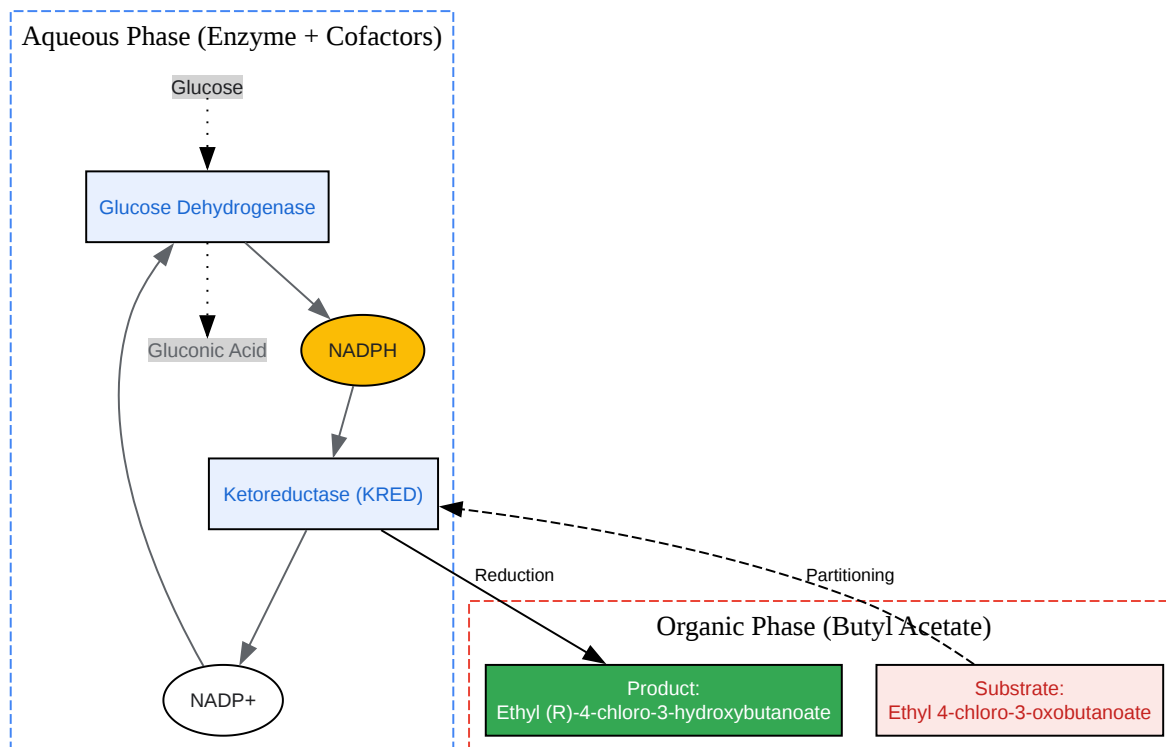 Aqueous Phase (Enzyme + Cofactors)
Glucose
Glucose Dehydrogenase
Gluconic Acid
NADPH
Ketoreductase (KRED)
Reduction
Partitioning
Organic Phase (Butyl Acetate)
Product:
Ethyl (R)-4-chloro-3-hydroxybutanoate
Substrate:
Ethyl 4-chloro-3-oxobutanoate
NADP+